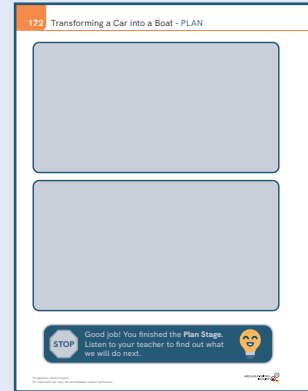 172 Transforming a Car into a Boat - PLAN
STOP
Good job! You finished the Plan Stage.
Listen to your teacher to find out what
we will do next.